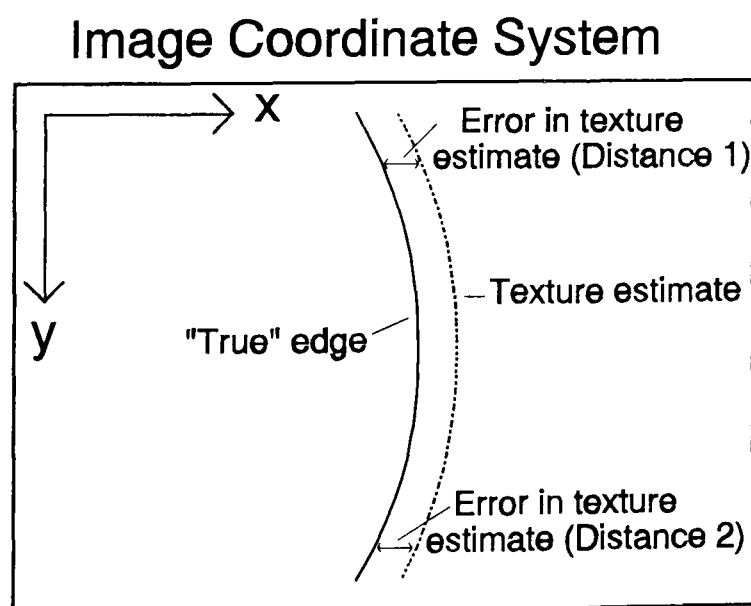 Image Coordinate System
x
Error in texture
estimate (Distance 1)
Texture estimate
y
"True" edge
Error in texture
estimate (Distance 2)